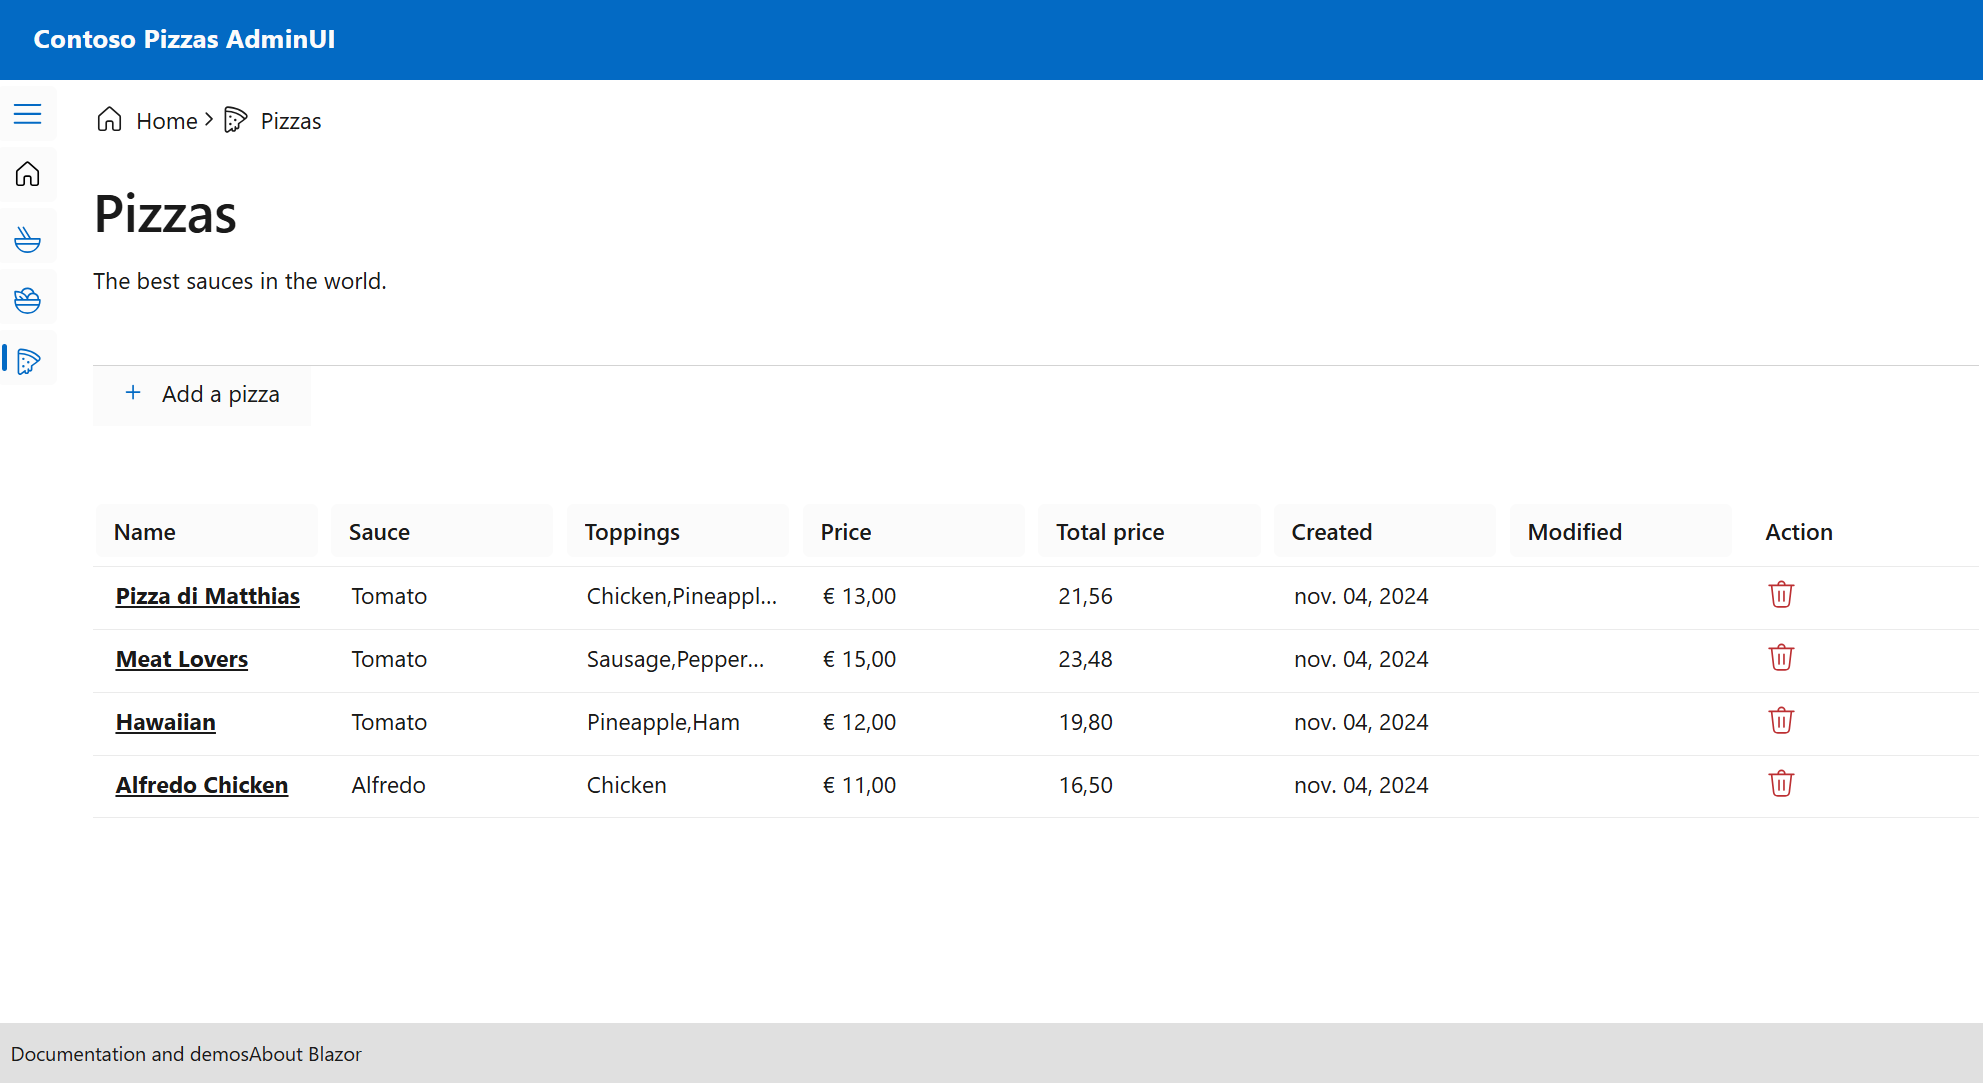 Contoso Pizzas AdminUI
Home > Pizzas
Pizzas
The best sauces in the world.
+ Add a pizza
Name Sauce Toppings Price Total price Created Modified Action
Pizza di Matthias Tomato Chicken,Pineappl... € 13,00 21,56 nov. 04, 2024
Meat Lovers Tomato Sausage,Pepper... € 15,00 23,48 nov. 04, 2024
Hawaiian Tomato Pineapple,Ham € 12,00 19,80 nov. 04, 2024
Alfredo Chicken Alfredo Chicken € 11,00 16,50 nov. 04, 2024
Documentation and demosAbout Blazor